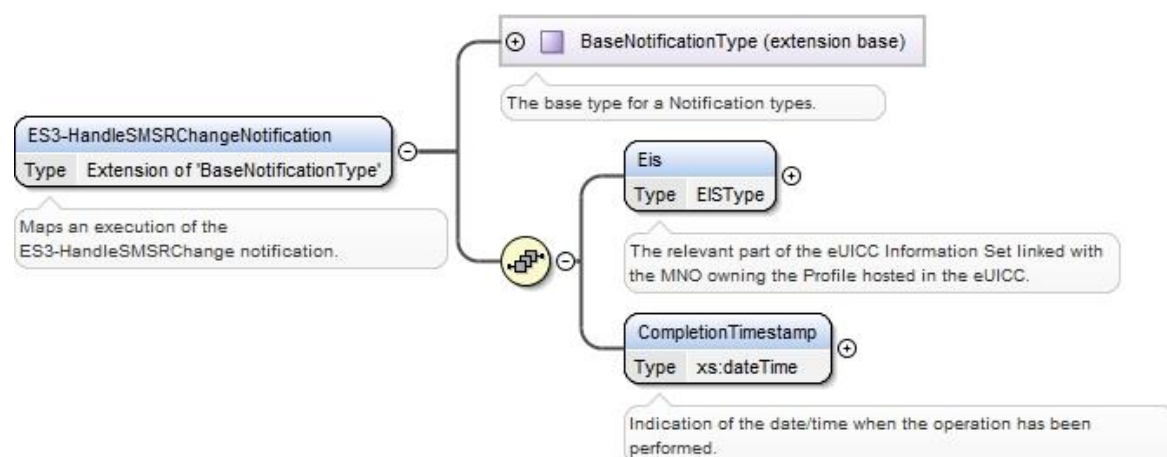 BaseNotificationType (extension base)
The base type for a Notification types.
ES3-HandleSMSRChangeNotification
Type Extension of 'BaseNotificationType'
Maps an execution of the
ES3-HandleSMSRChange notification.
Eis
Type EISType
The relevant part of the eUICC Information Set linked with
the MNO owning the Profile hosted in the eUICC.
CompletionTimestamp
Type xs:dateTime
Indication of the date/time when the operation has been
performed.